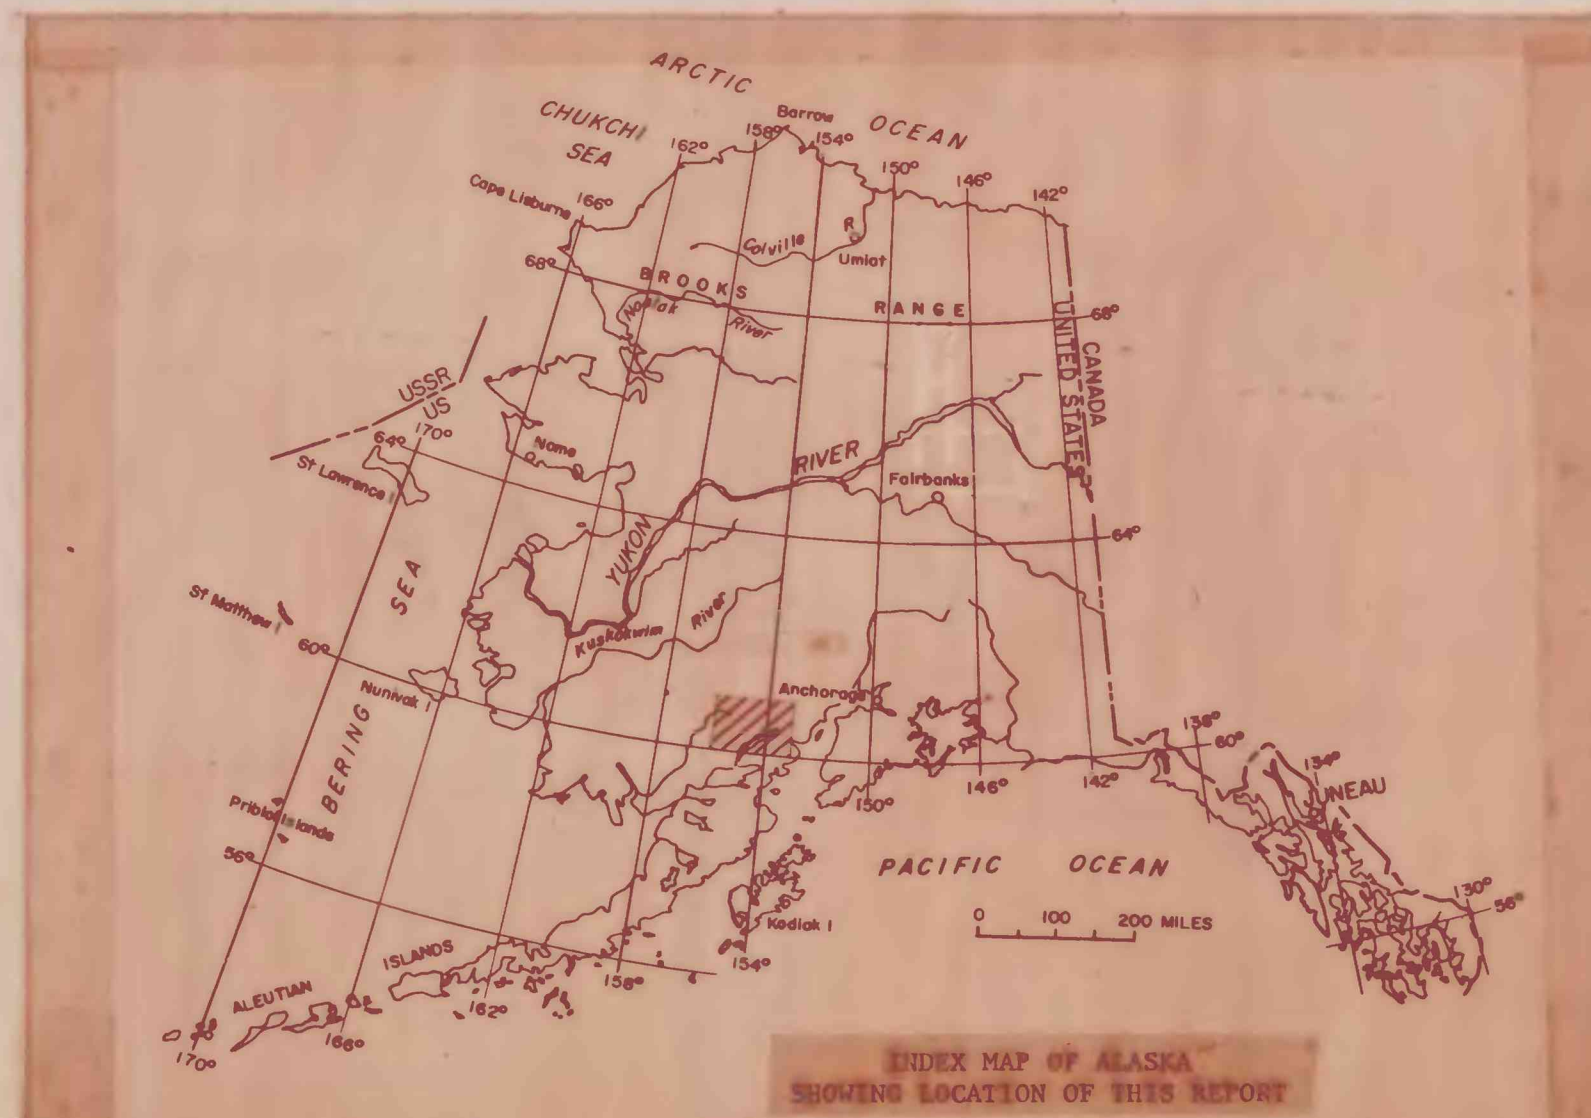 ARCTIC OCEAN
CHUKCHI
SEA
Barrow
158°
154°
162°
150°
146°
142°
Cape Lisburne
166°
R
Colville
Umiat
68°
BROOKS RANGE
68°
River
UNITED STATES
CANADA
USSR
US
170°
64°
Nome
St Lawrence I
RIVER
Fairbanks
64°
YUKON
SEA
St Matthew I
Kuskokwim River
60°
Nunivak I
Anchorage
BERING
138°
60°
134°
JUNEAU
150°
146°
142°
56°
PACIFIC OCEAN
130°
56°
0 100 200 MILES
Kodiak I
154°
ISLANDS
158°
ALEUTIAN
162°
166°
170°
INDEX MAP OF ALASKA
SHOWING LOCATION OF THIS REPORT